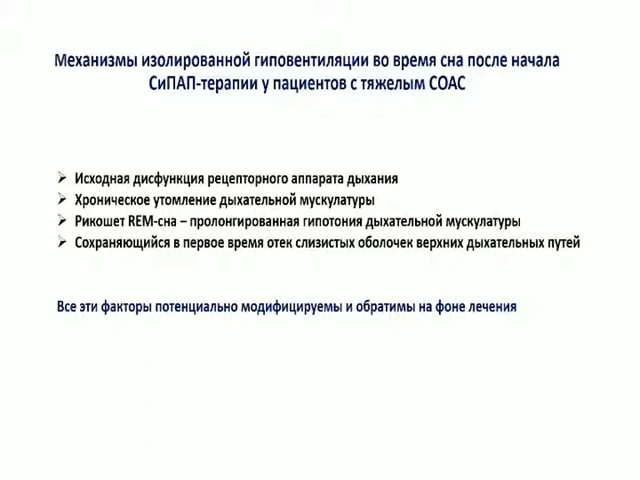 Механизмы изолированной гиповентиляции во время сна после начала
СиПАП-терапии у пациентов с тяжелым СОАС
Исходная дисфункция рецепторного аппарата дыхания
Хроническое утомление дыхательной мускулатуры
Рикошет REM-сна – пролонгированная гипотония дыхательной мускулатуры
Сохраняющийся в первое время отек слизистых оболочек верхних дыхательных путей
Все эти факторы потенциально модифицируемы и обратимы на фоне лечения